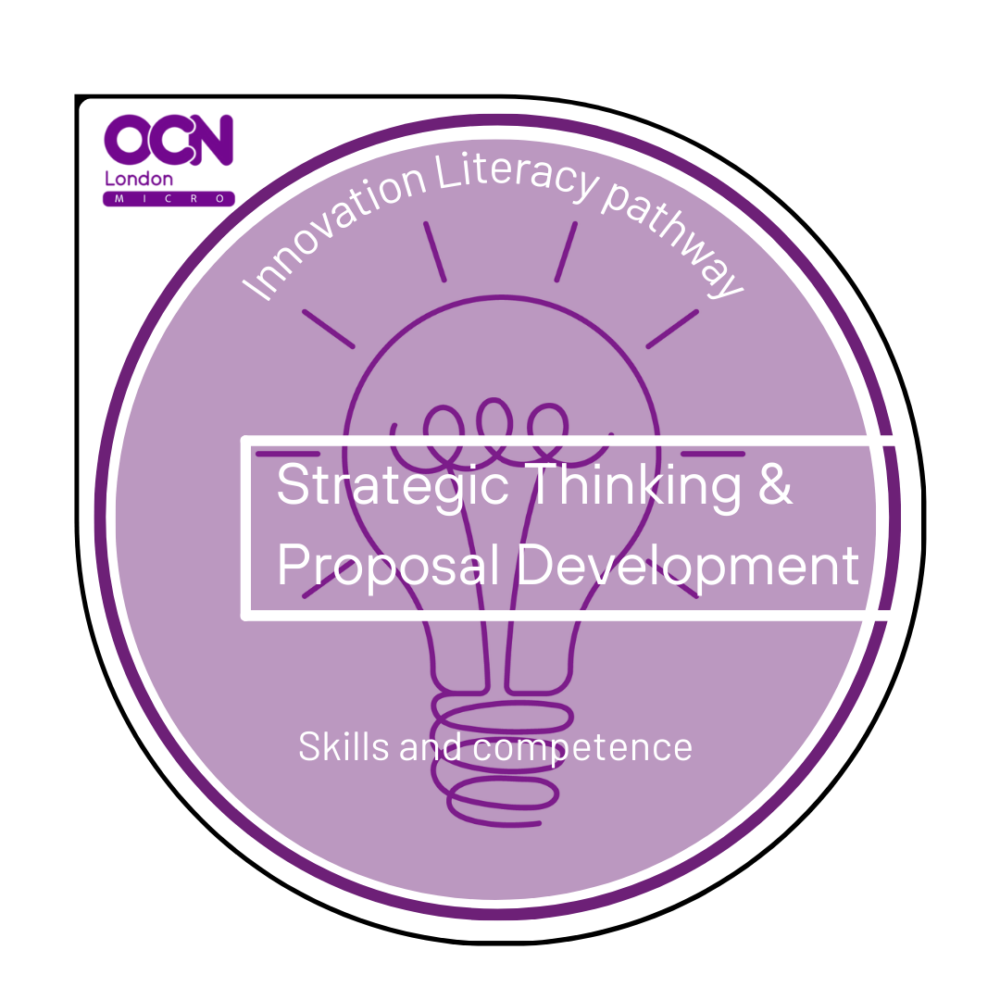 OCN
London
MICRO
Innovation Literacy pathway
Strategic Thinking &
Proposal Development
Skills and competence